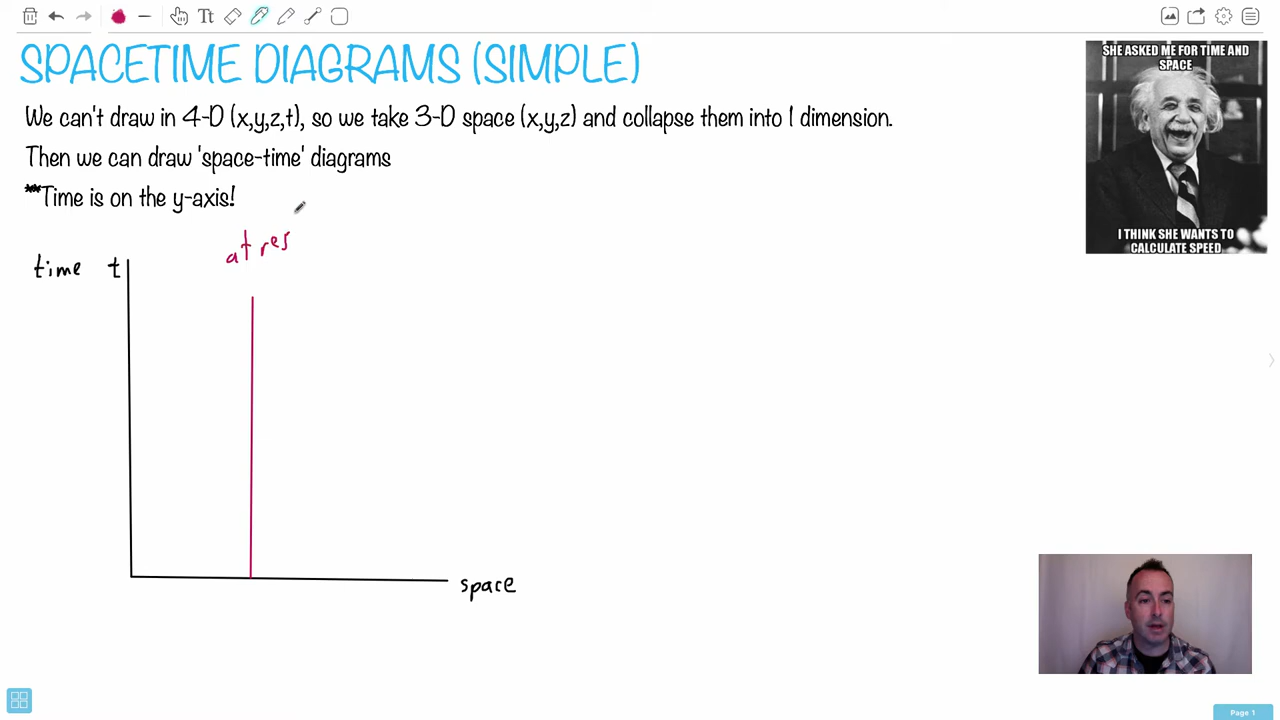 Tt
SPACETIME DIAGRAMS (SIMPLE)
We can't draw in 4-D (x,y,z,t), so we take 3-D space (x,y,z) and collapse them into 1 dimension.
Then we can draw 'space-time' diagrams
**Time is on the y-axis!
at res
time t
space
SHE ASKED ME FOR TIME AND
SPACE
I THINK SHE WANTS TO
CALCULATE SPEED
Page 1